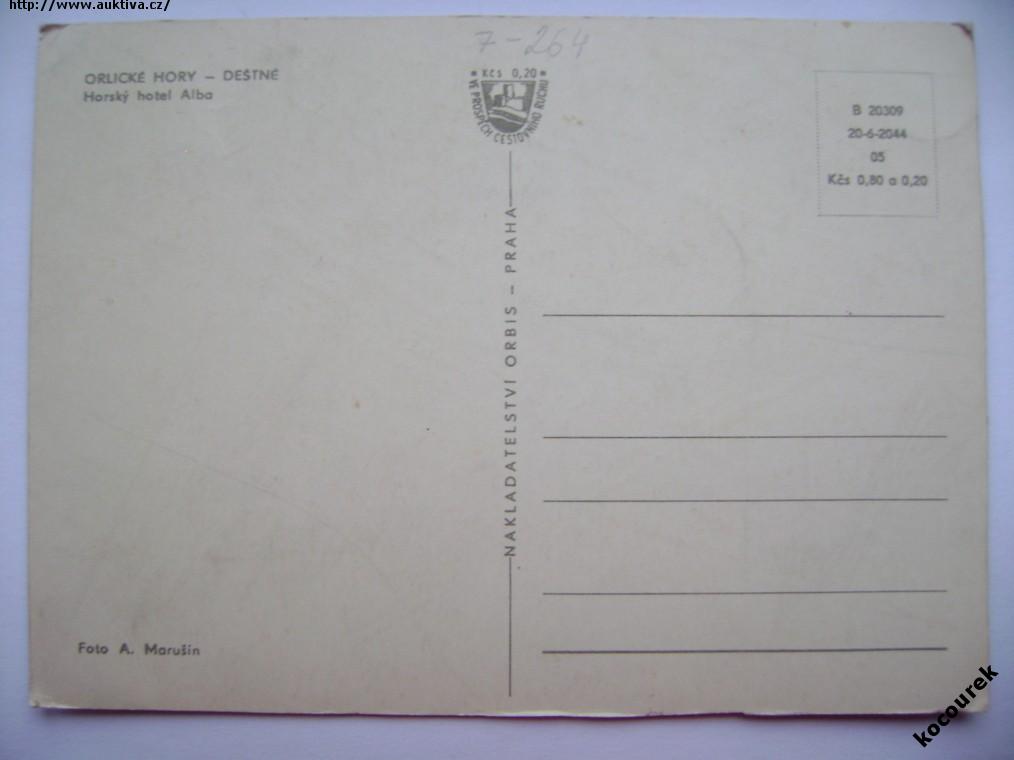 http://www.auktiva.cz/
7-264
ORLICKÉ HORY – DEŠTNÉ
Horský hotel Alba
Kčs 0,20
VE PROSPĚCH CESTOVNÍHO RUCHU
B 20309
20-6-2044
05
Kčs 0,80 a 0,20
NAKLADATELSTVÍ ORBIS – PRAHA
Foto A. Marušin
kocourek